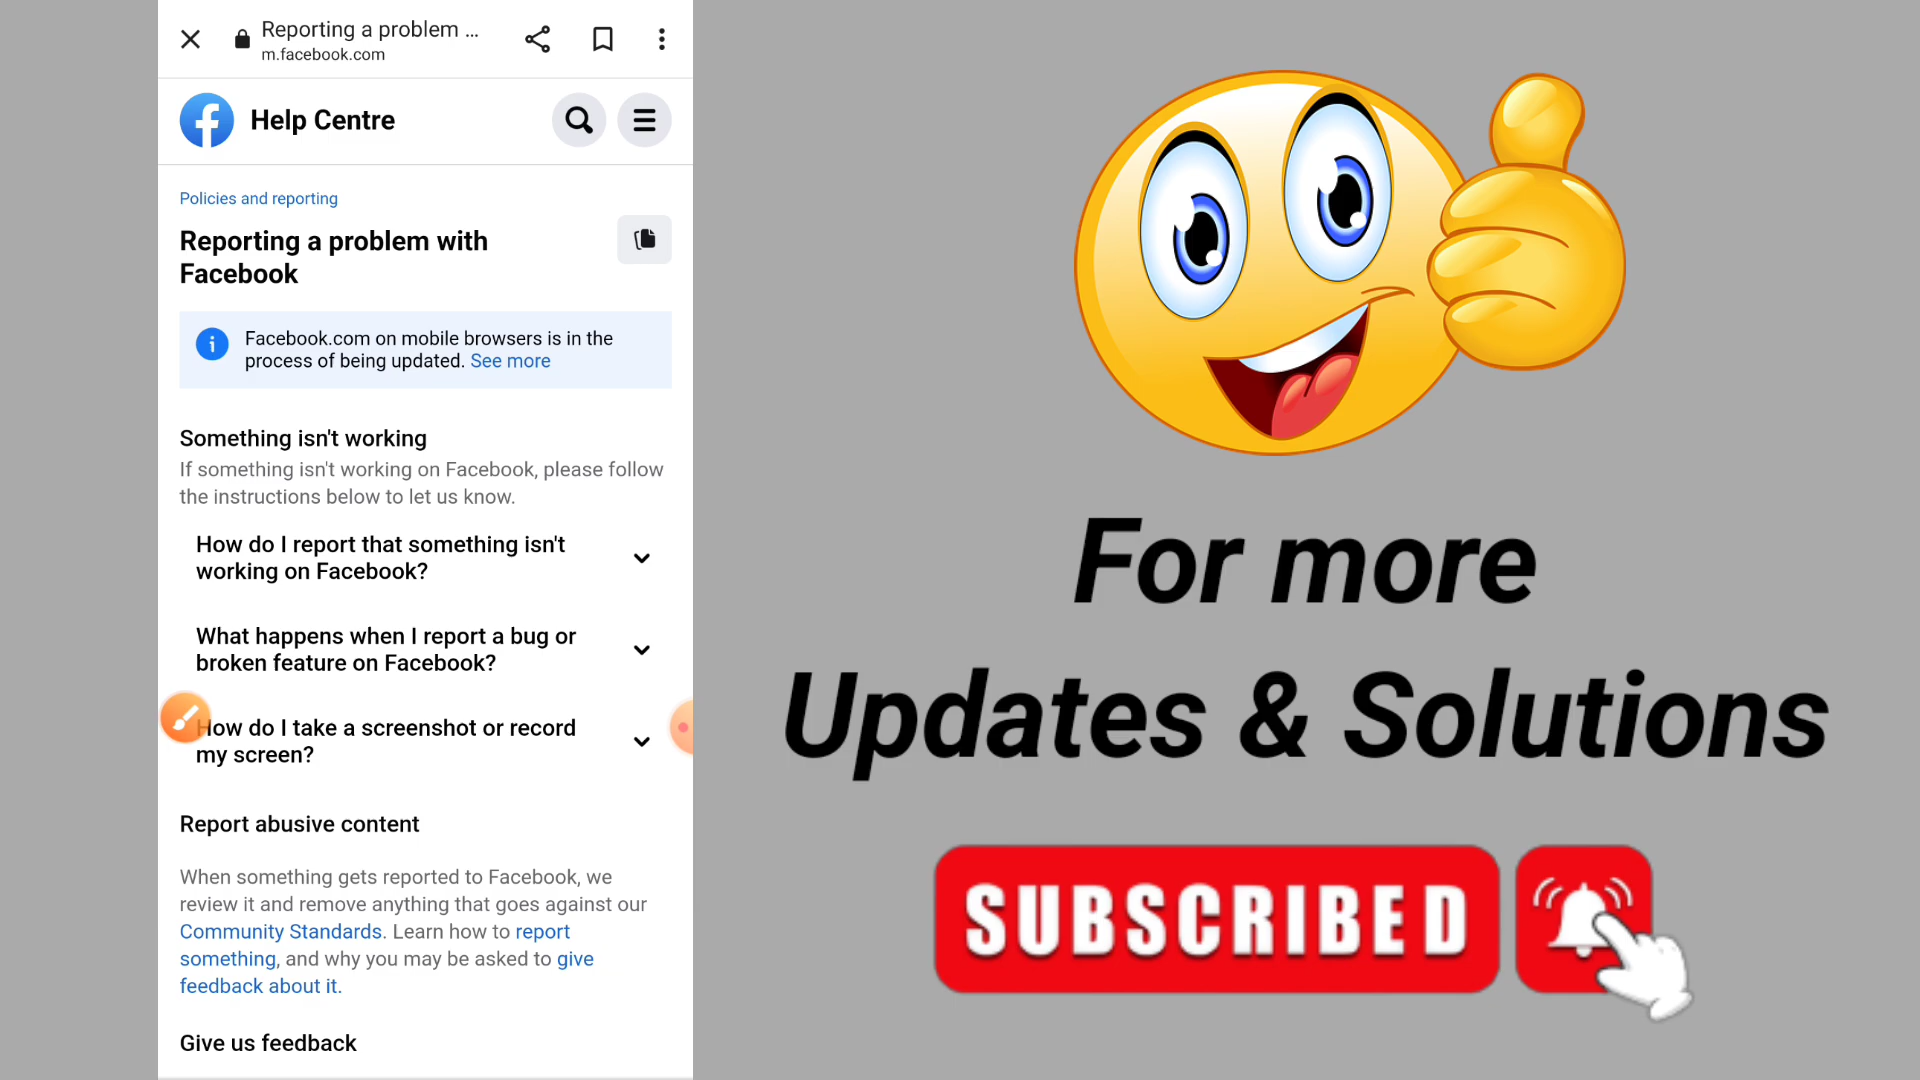 Reporting a problem ...
m.facebook.com
Help Centre
Policies and reporting
Reporting a problem with
Facebook
Facebook.com on mobile browsers is in the
process of being updated. See more
Something isn't working
If something isn't working on Facebook, please follow
the instructions below to let us know.
How do I report that something isn't
working on Facebook?
What happens when I report a bug or
broken feature on Facebook?
How do I take a screenshot or record
my screen?
Report abusive content
When something gets reported to Facebook, we
review it and remove anything that goes against our
Community Standards. Learn how to report
something, and why you may be asked to give
feedback about it.
Give us feedback
For more
Updates & Solutions
SUBSCRIBED